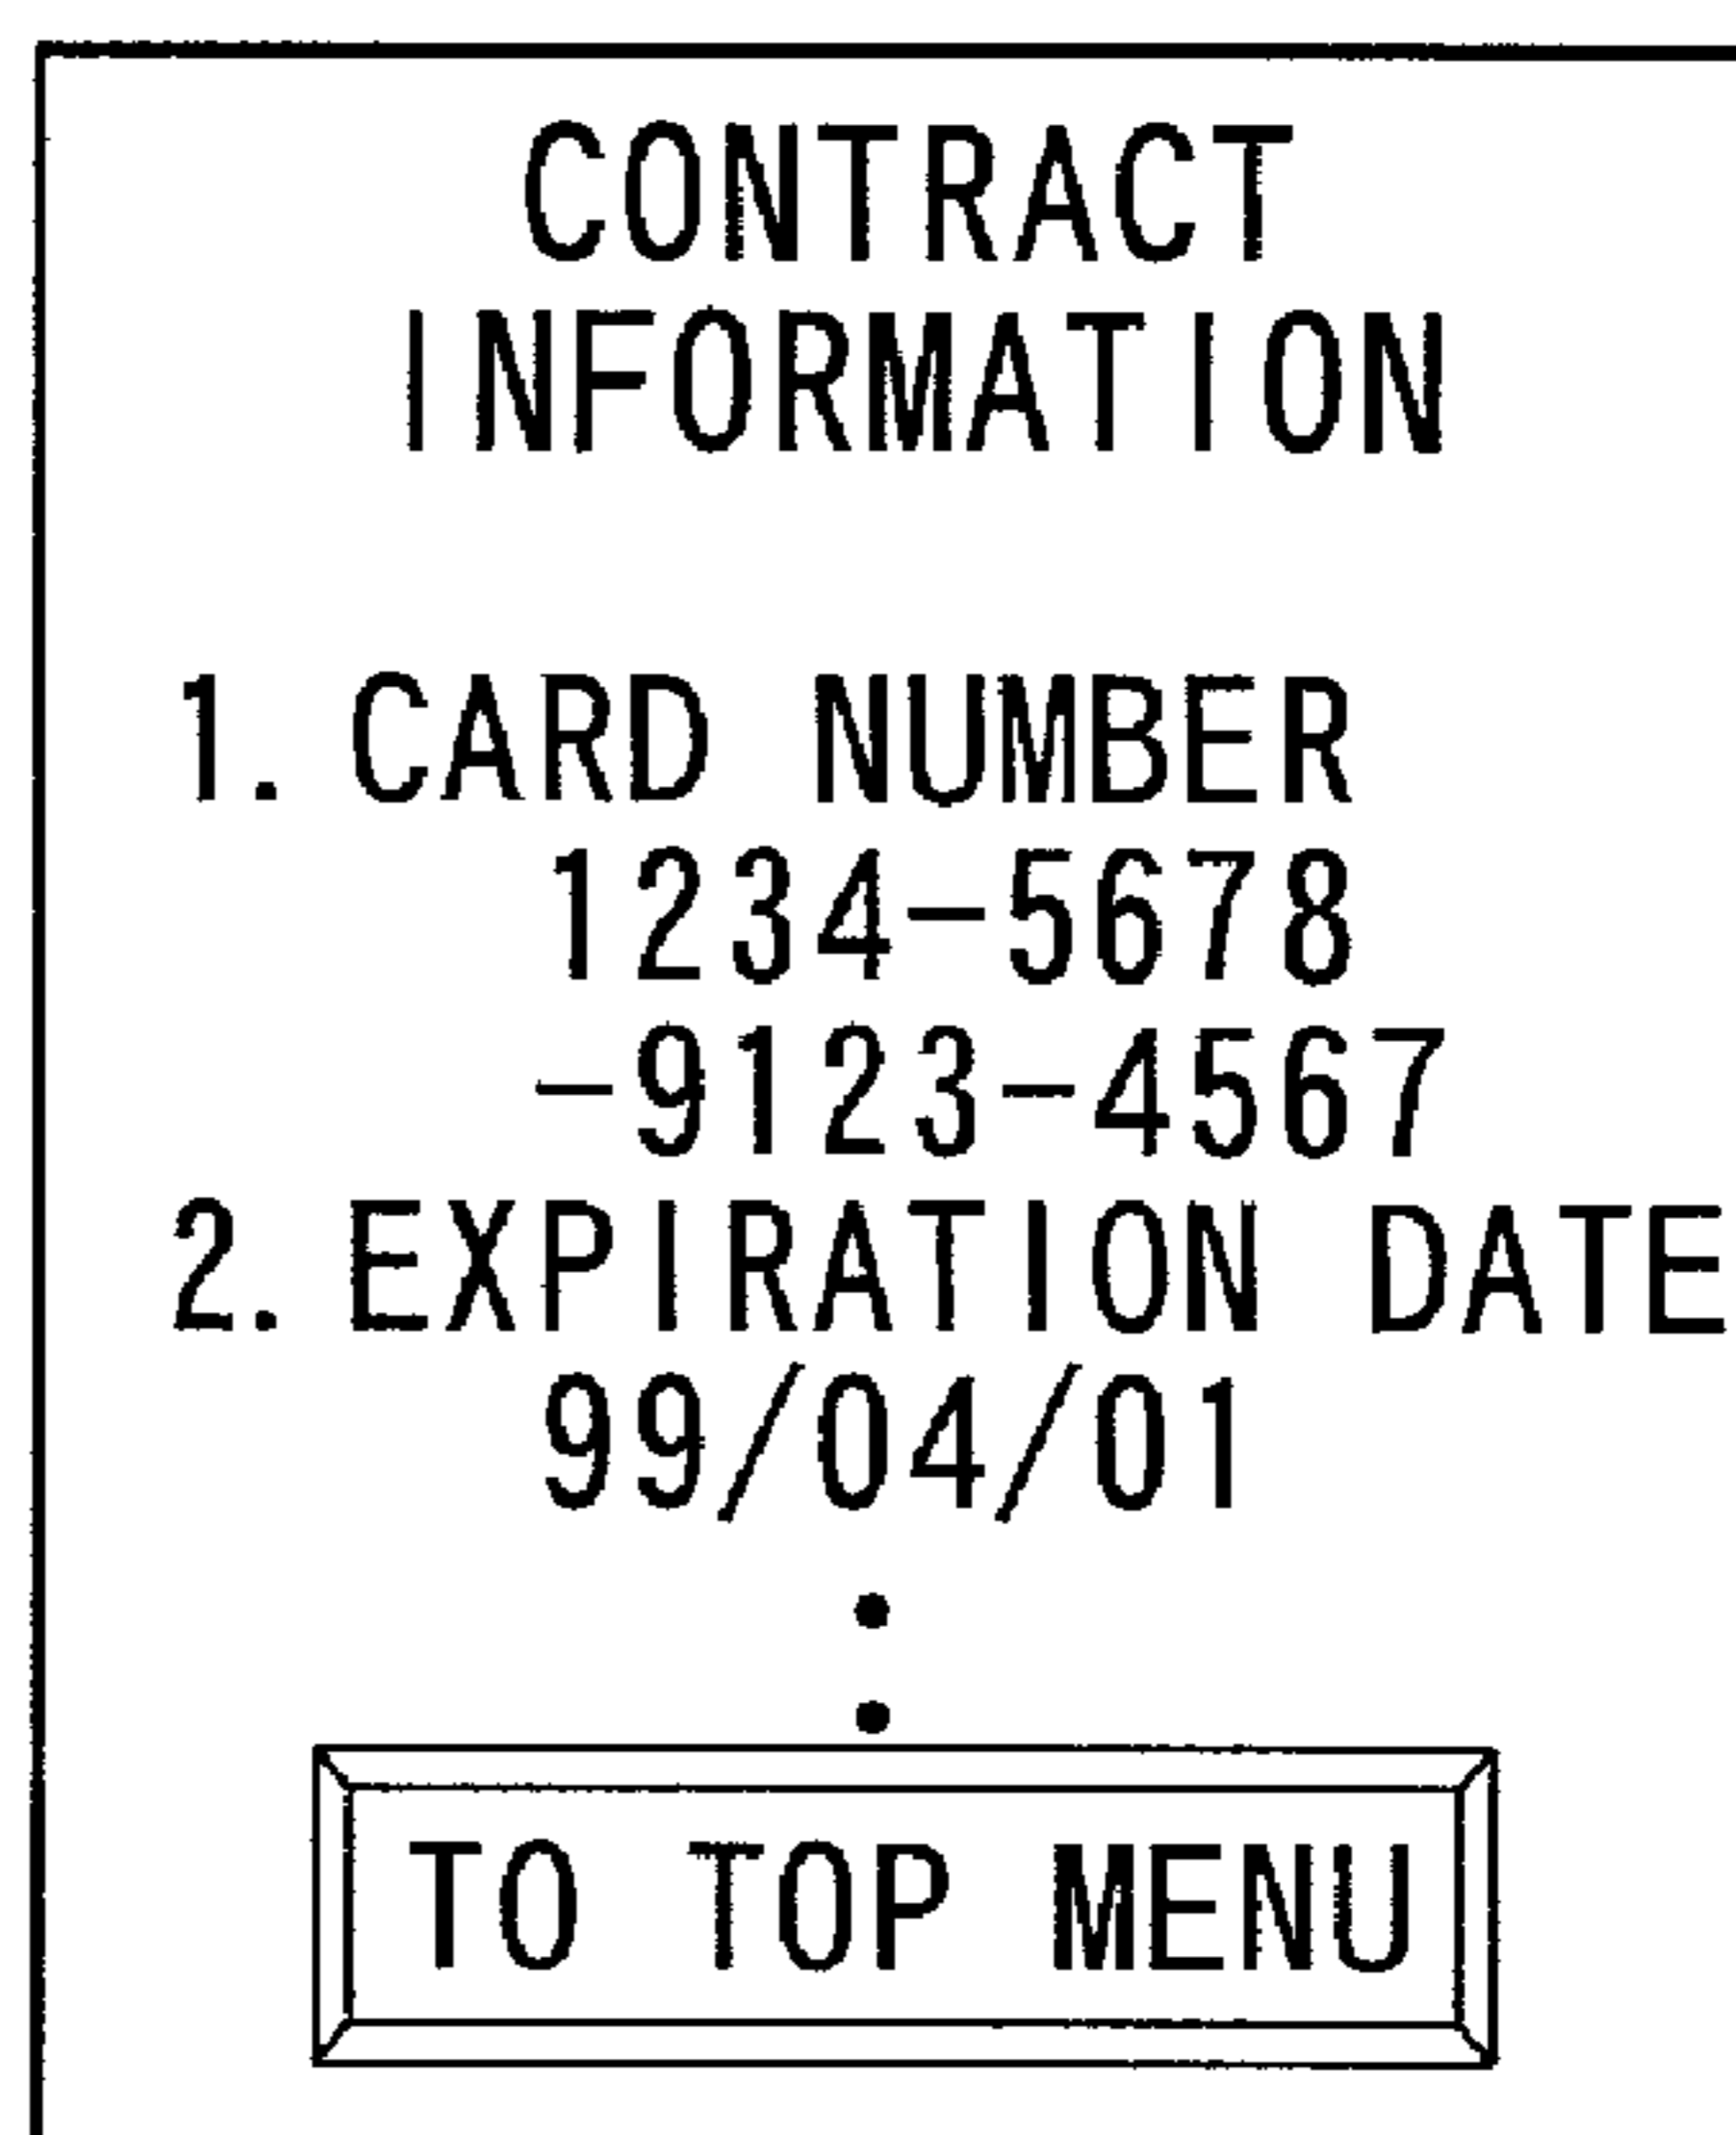 CONTRACT
INFORMATION
1. CARD NUMBER
1234-5678
-9123-4567
2. EXPIRATION DATE
99/04/01
TO TOP MENU